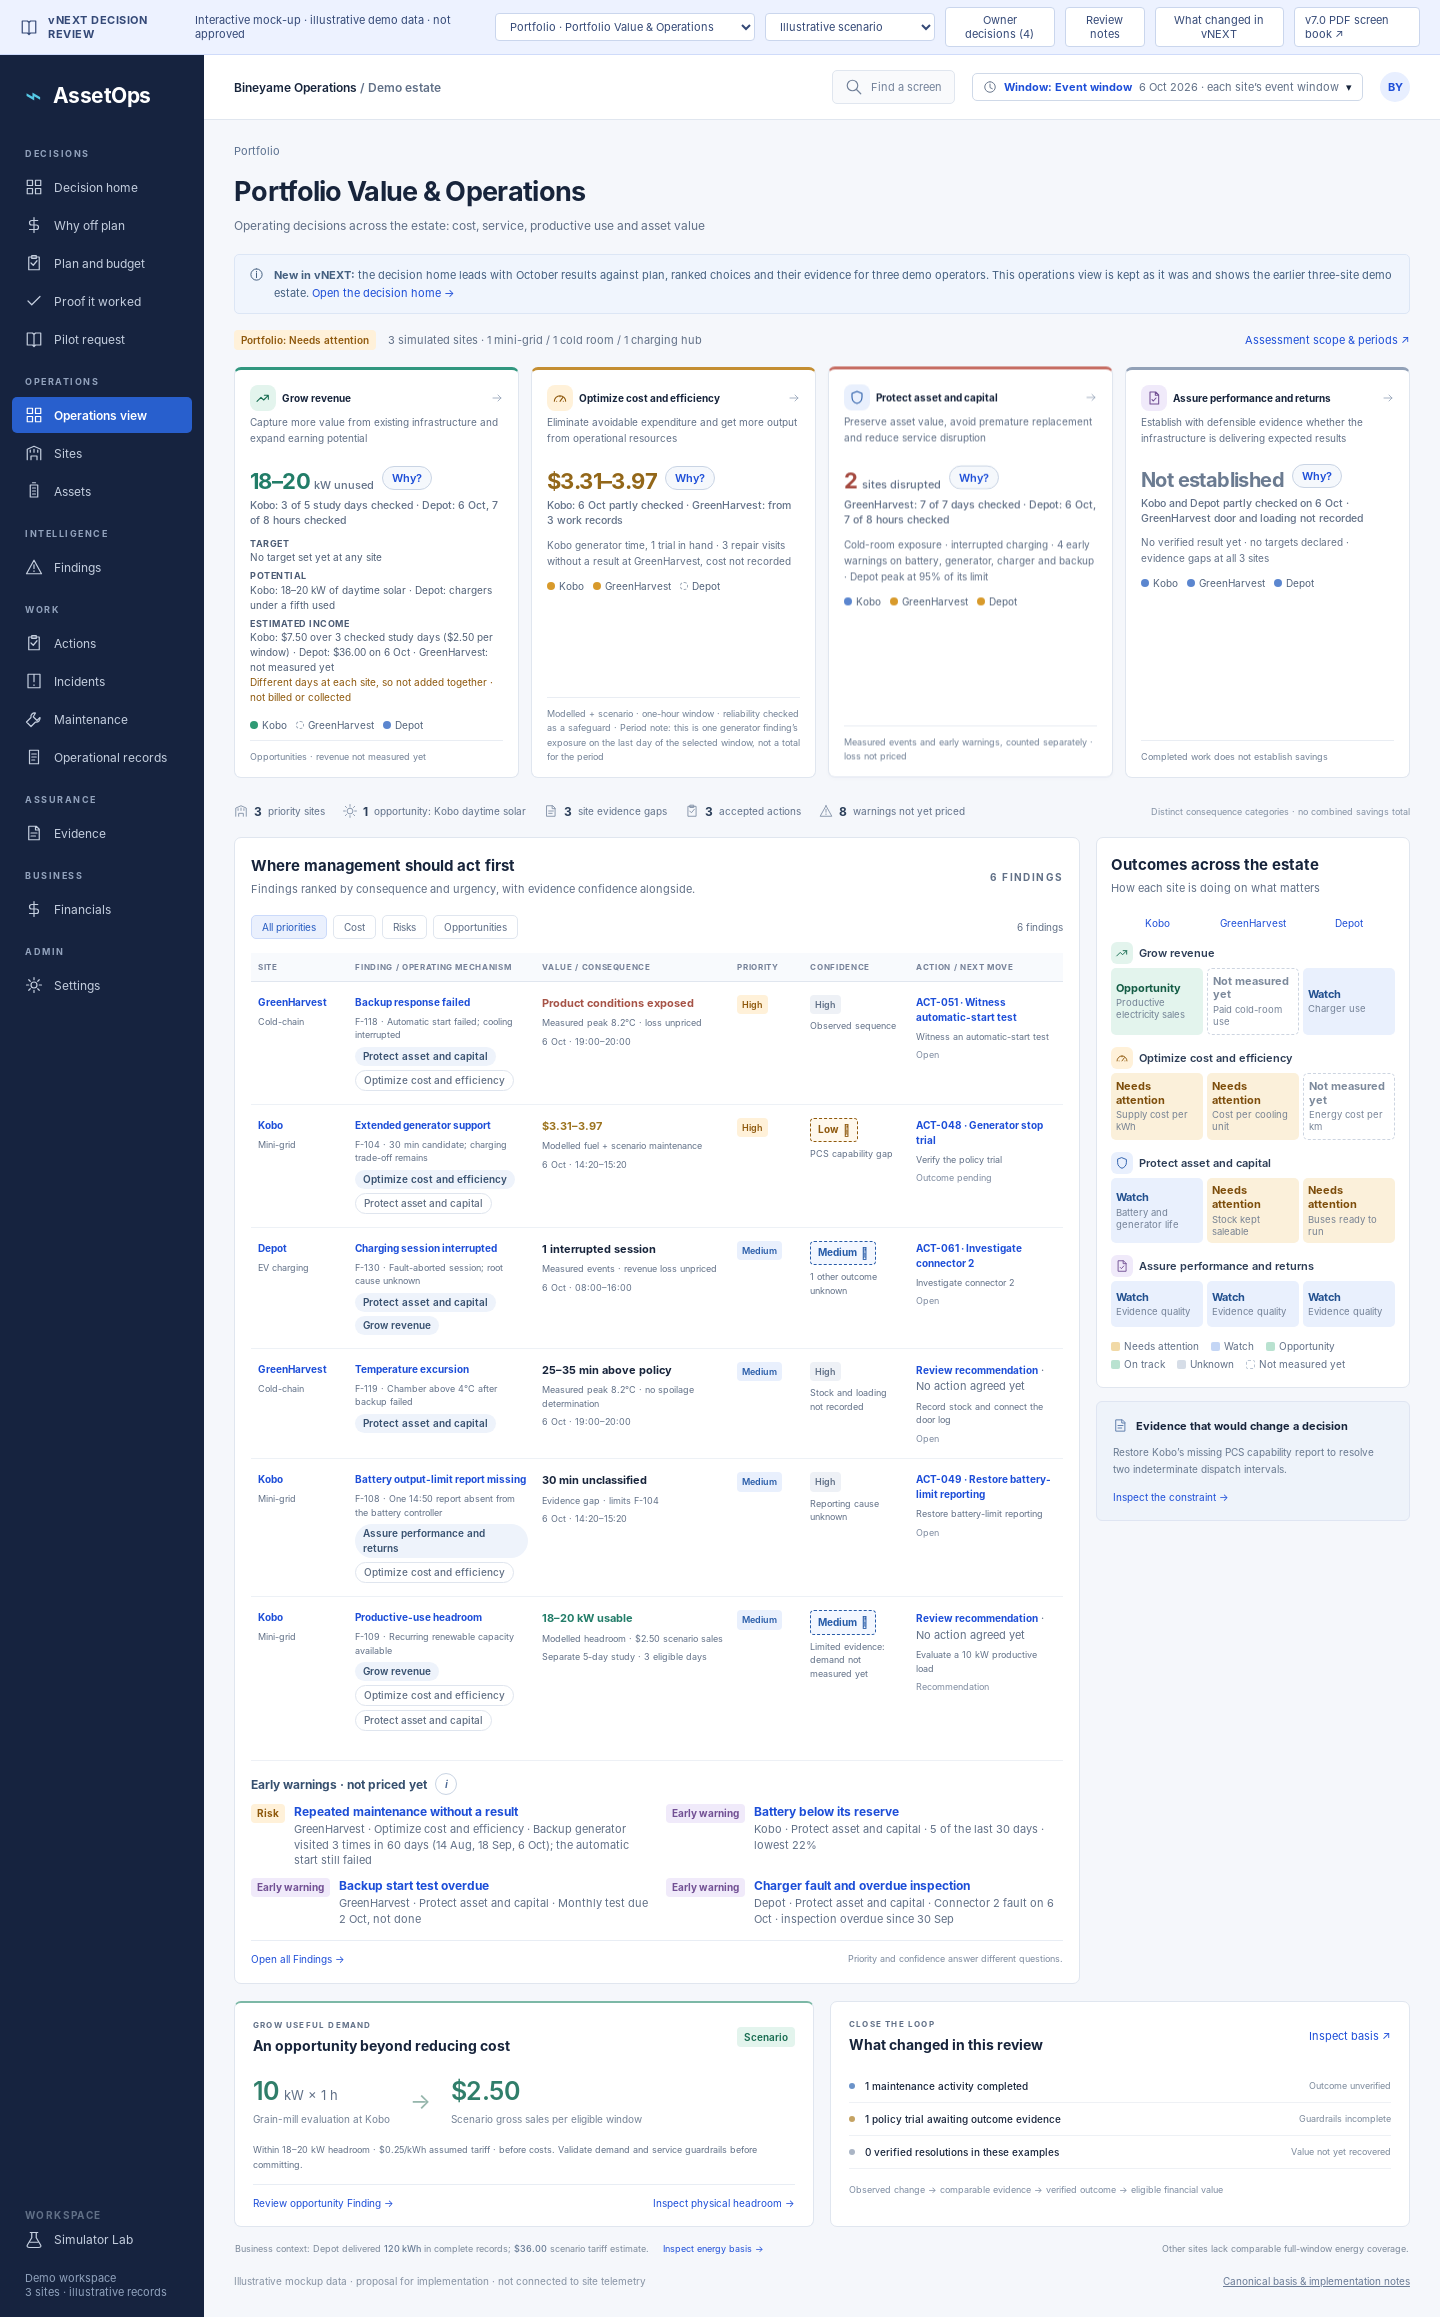 vNEXT DECISION REVIEW
Interactive mock-up · illustrative demo data · not approved
Portfolio · Portfolio Value & Operations
Illustrative scenario
Owner decisions (4)
Review notes
What changed in vNEXT
v7.0 PDF screen book ↗
AssetOps
DECISIONS
Decision home
Why off plan
Plan and budget
Proof it worked
Pilot request
OPERATIONS
Operations view
Sites
Assets
INTELLIGENCE
Findings
WORK
Actions
Incidents
Maintenance
Operational records
ASSURANCE
Evidence
BUSINESS
Financials
ADMIN
Settings
WORKSPACE
Simulator Lab
Demo workspace
3 sites · illustrative records
Bineyame Operations / Demo estate
Find a screen
Window: Event window 6 Oct 2026 · each site's event window ▾
BY
Portfolio
Portfolio Value & Operations
Operating decisions across the estate: cost, service, productive use and asset value
New in vNEXT: the decision home leads with October results against plan, ranked choices and their evidence for three demo operators. This operations view is kept as it was and shows the earlier three-site demo
estate. Open the decision home →
Portfolio: Needs attention
3 simulated sites · 1 mini-grid / 1 cold room / 1 charging hub
Assessment scope & periods ↗
Grow revenue →
Capture more value from existing infrastructure and
expand earning potential
18–20 kW unused Why?
Kobo: 3 of 5 study days checked · Depot: 6 Oct, 7
of 8 hours checked
TARGET
No target set yet at any site
POTENTIAL
Kobo: 18–20 kW of daytime solar · Depot: chargers
under a fifth used
ESTIMATED INCOME
Kobo: $7.50 over 3 checked study days ($2.50 per
window) · Depot: $36.00 on 6 Oct · GreenHarvest:
not measured yet
Different days at each site, so not added together ·
not billed or collected
Kobo GreenHarvest Depot
Opportunities · revenue not measured yet
Optimize cost and efficiency →
Eliminate avoidable expenditure and get more output
from operational resources
$3.31–3.97 Why?
Kobo: 6 Oct partly checked · GreenHarvest: from
3 work records
Kobo generator time, 1 trial in hand · 3 repair visits
without a result at GreenHarvest, cost not recorded
Kobo GreenHarvest Depot
Modelled + scenario · one-hour window · reliability checked
as a safeguard · Period note: this is one generator finding's
exposure on the last day of the selected window, not a total
for the period
Protect asset and capital →
Preserve asset value, avoid premature replacement
and reduce service disruption
2 sites disrupted Why?
GreenHarvest: 7 of 7 days checked · Depot: 6 Oct,
7 of 8 hours checked
Cold-room exposure · interrupted charging · 4 early
warnings on battery, generator, charger and backup
· Depot peak at 95% of its limit
Kobo GreenHarvest Depot
Measured events and early warnings, counted separately ·
loss not priced
Assure performance and returns →
Establish with defensible evidence whether the
infrastructure is delivering expected results
Not established Why?
Kobo and Depot partly checked on 6 Oct ·
GreenHarvest door and loading not recorded
No verified result yet · no targets declared ·
evidence gaps at all 3 sites
Kobo GreenHarvest Depot
Completed work does not establish savings
3 priority sites
1 opportunity: Kobo daytime solar
3 site evidence gaps
3 accepted actions
8 warnings not yet priced
Distinct consequence categories · no combined savings total
Where management should act first
Findings ranked by consequence and urgency, with evidence confidence alongside.
6 FINDINGS
All priorities Cost Risks Opportunities
6 findings
SITE FINDING / OPERATING MECHANISM VALUE / CONSEQUENCE PRIORITY CONFIDENCE ACTION / NEXT MOVE
GreenHarvest
Cold-chain
Backup response failed
F-118 · Automatic start failed; cooling
interrupted
Protect asset and capital
Optimize cost and efficiency
Product conditions exposed
Measured peak 8.2°C · loss unpriced
6 Oct · 19:00–20:00
High
High
Observed sequence
ACT-051 · Witness
automatic-start test
Witness an automatic-start test
Open
Kobo
Mini-grid
Extended generator support
F-104 · 30 min candidate; charging
trade-off remains
Optimize cost and efficiency
Protect asset and capital
$3.31–3.97
Modelled fuel + scenario maintenance
6 Oct · 14:20–15:20
High
Low
PCS capability gap
ACT-048 · Generator stop
trial
Verify the policy trial
Outcome pending
Depot
EV charging
Charging session interrupted
F-130 · Fault-aborted session; root
cause unknown
Protect asset and capital
Grow revenue
1 interrupted session
Measured events · revenue loss unpriced
6 Oct · 08:00–16:00
Medium
Medium
1 other outcome
unknown
ACT-061 · Investigate
connector 2
Investigate connector 2
Open
GreenHarvest
Cold-chain
Temperature excursion
F-119 · Chamber above 4°C after
backup failed
Protect asset and capital
25–35 min above policy
Measured peak 8.2°C · no spoilage
determination
6 Oct · 19:00–20:00
Medium
High
Stock and loading
not recorded
Review recommendation ·
No action agreed yet
Record stock and connect the
door log
Open
Kobo
Mini-grid
Battery output-limit report missing
F-108 · One 14:50 report absent from
the battery controller
Assure performance and
returns
Optimize cost and efficiency
30 min unclassified
Evidence gap · limits F-104
6 Oct · 14:20–15:20
Medium
High
Reporting cause
unknown
ACT-049 · Restore battery-
limit reporting
Restore battery-limit reporting
Open
Kobo
Mini-grid
Productive-use headroom
F-109 · Recurring renewable capacity
available
Grow revenue
Optimize cost and efficiency
Protect asset and capital
18–20 kW usable
Modelled headroom · $2.50 scenario sales
Separate 5-day study · 3 eligible days
Medium
Medium
Limited evidence:
demand not
measured yet
Review recommendation ·
No action agreed yet
Evaluate a 10 kW productive
load
Recommendation
Early warnings · not priced yet i
Risk
Repeated maintenance without a result
GreenHarvest · Optimize cost and efficiency · Backup generator
visited 3 times in 60 days (14 Aug, 18 Sep, 6 Oct); the automatic
start still failed
Early warning
Battery below its reserve
Kobo · Protect asset and capital · 5 of the last 30 days ·
lowest 22%
Early warning
Backup start test overdue
GreenHarvest · Protect asset and capital · Monthly test due
2 Oct, not done
Early warning
Charger fault and overdue inspection
Depot · Protect asset and capital · Connector 2 fault on 6
Oct · inspection overdue since 30 Sep
Open all Findings →
Priority and confidence answer different questions.
Outcomes across the estate
How each site is doing on what matters
Kobo GreenHarvest Depot
Grow revenue
Opportunity
Productive
electricity sales
Not measured
yet
Paid cold-room
use
Watch
Charger use
Optimize cost and efficiency
Needs
attention
Supply cost per
kWh
Needs
attention
Cost per cooling
unit
Not measured
yet
Energy cost per
km
Protect asset and capital
Watch
Battery and
generator life
Needs
attention
Stock kept
saleable
Needs
attention
Buses ready to
run
Assure performance and returns
Watch
Evidence quality
Watch
Evidence quality
Watch
Evidence quality
Needs attention Watch Opportunity
On track Unknown Not measured yet
Evidence that would change a decision
Restore Kobo's missing PCS capability report to resolve
two indeterminate dispatch intervals.
Inspect the constraint →
GROW USEFUL DEMAND
An opportunity beyond reducing cost
Scenario
10 kW × 1 h → $2.50
Grain-mill evaluation at Kobo
Scenario gross sales per eligible window
Within 18–20 kW headroom · $0.25/kWh assumed tariff · before costs. Validate demand and service guardrails before
committing.
Review opportunity Finding →
Inspect physical headroom →
CLOSE THE LOOP
What changed in this review
Inspect basis ↗
1 maintenance activity completed Outcome unverified
1 policy trial awaiting outcome evidence Guardrails incomplete
0 verified resolutions in these examples Value not yet recovered
Observed change → comparable evidence → verified outcome → eligible financial value
Business context: Depot delivered 120 kWh in complete records; $36.00 scenario tariff estimate. Inspect energy basis →
Other sites lack comparable full-window energy coverage.
Illustrative mockup data · proposal for implementation · not connected to site telemetry
Canonical basis & implementation notes